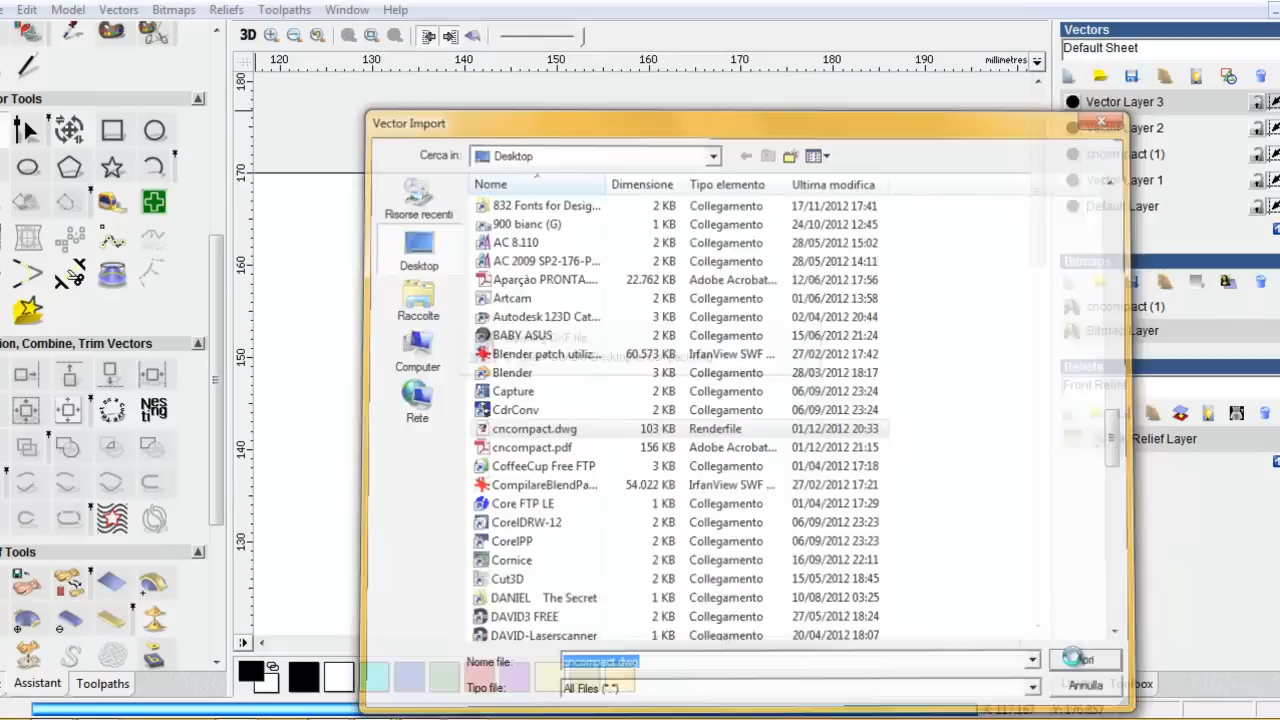 Edit Model Vectors Bitmaps Reliefs Toolpaths Window Help
3D
120 130 140 150 160 170 180 190 millimetres
180
170
160
150
140
130
or Tools
ion, Combine, Trim Vectors
Nes
ting
f Tools
Assistant Toolpaths
Vector Import
Cerca in: Desktop
Risorse recenti
Desktop
Raccolte
Computer
Rete
Nome Dimensione Tipo elemento Ultima modifica
832 Fonts for Desig... 2 KB Collegamento 17/11/2012 17:41
900 bianc (G) 1 KB Collegamento 24/10/2012 12:45
AC 8.110 2 KB Collegamento 28/05/2012 15:02
AC 2009 SP2-176-P... 2 KB Collegamento 28/05/2012 14:11
Aparçào PRONTA.... 22.762 KB Adobe Acrobat... 12/06/2012 17:56
Artcam 2 KB Collegamento 01/06/2012 13:58
Autodesk 123D Cat... 3 KB Collegamento 02/04/2012 20:44
BABY ASUS 2 KB Collegamento 15/06/2012 21:24
Blender patch utiliz... 60.573 KB IrfanView SWF ... 27/02/2012 17:42
Blender 3 KB Collegamento 28/03/2012 18:17
Capture 2 KB Collegamento 06/09/2012 23:24
CdrConv 2 KB Collegamento 06/09/2012 23:24
cncompact.dwg 103 KB Renderfile 01/12/2012 20:33
cncompact.pdf 156 KB Adobe Acrobat... 01/12/2012 21:15
CoffeeCup Free FTP 3 KB Collegamento 01/04/2012 17:18
CompilareBlendPa... 54.022 KB IrfanView SWF ... 27/02/2012 17:21
Core FTP LE 1 KB Collegamento 01/04/2012 17:29
CorelDRW-12 2 KB Collegamento 06/09/2012 23:23
CorelPP 2 KB Collegamento 06/09/2012 23:23
Cornice 2 KB Collegamento 16/09/2012 22:11
Cut3D 2 KB Collegamento 15/05/2012 18:45
DANIEL The Secret 2 KB Collegamento 10/08/2012 03:25
DAVID3 FREE 2 KB Collegamento 27/05/2012 18:24
DAVID-Laserscanner 1 KB Collegamento 20/04/2012 18:07
Nome file: cncompact.dwg Apri
Tipo file: All Files (*.*) Annulla
Vectors
Default Sheet
Vector Layer 3
Vector Layer 2
cncompact (1)
Vector Layer 1
Default Layer
Bitmaps
cncompact (1)
Bitmap Layer
Reliefs
Front Relief
Relief Layer